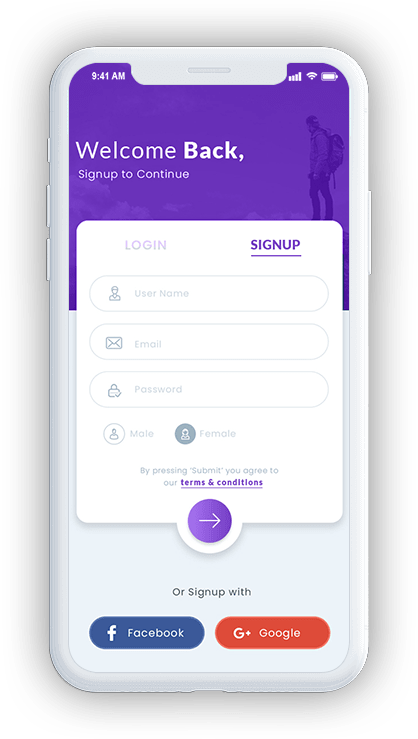 9:41 AM
Welcome Back,
Signup to Continue
LOGIN
SIGNUP
User Name
Email
Password
Male
Female
By pressing 'Submit' you agree to
our terms & conditions
Or Signup with
Facebook
G+ Google